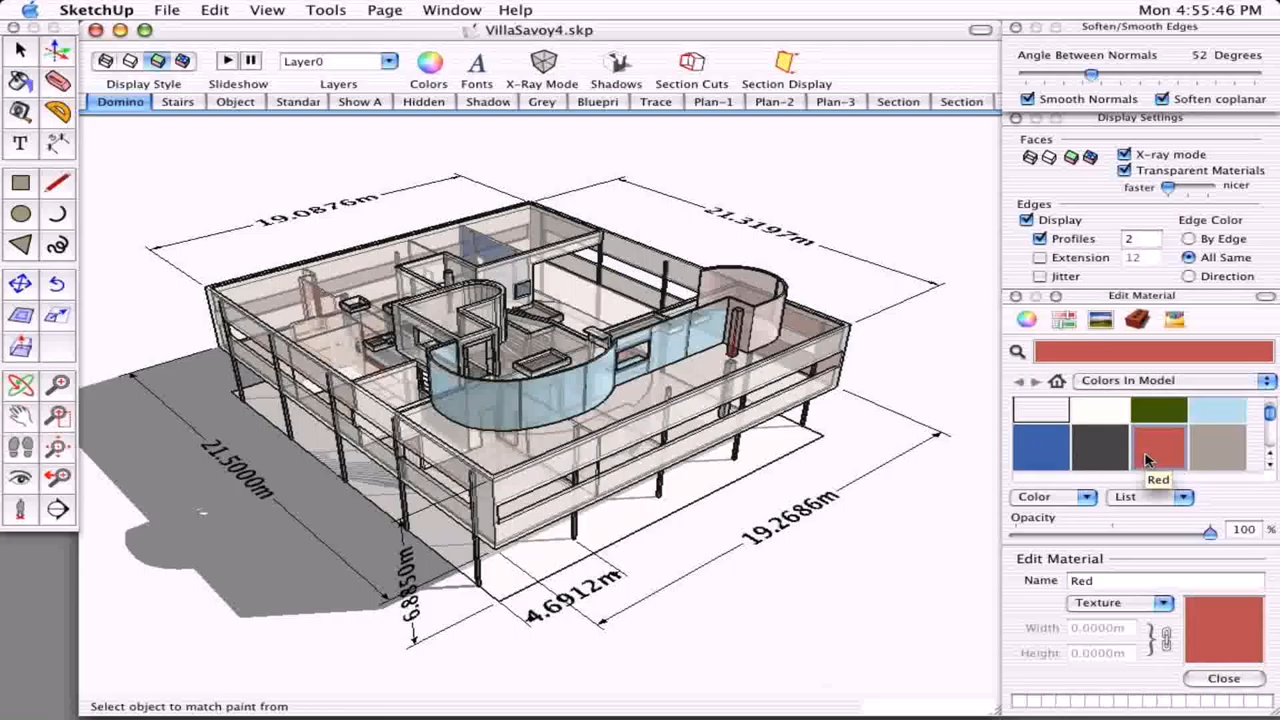 SketchUp File Edit View Tools Page Window Help Mon 4:55:46 PM
VillaSavoy4.skp
Layer0
Display Style Slideshow Layers Colors Fonts X-Ray Mode Shadows Section Cuts Section Display
Domino Stairs Object Standar Show A Hidden Shadow Grey Bluepri Trace Plan-1 Plan-2 Plan-3 Section Section
19.0876m
21.3197m
21.5000m
6.8850m
4.6912m
19.2686m
Select object to match paint from
Soften/Smooth Edges
Angle Between Normals 52 Degrees
Smooth Normals Soften coplanar
Display Settings
Faces
X-ray mode
Transparent Materials
faster nicer
Edges
Display Edge Color
Profiles 2 By Edge
Extension 12 All Same
Jitter Direction
Edit Material
Colors In Model
Red
Color List
Opacity
100 %
Edit Material
Name Red
Texture
Width 0.0000m
Height 0.0000m
Close
T
A